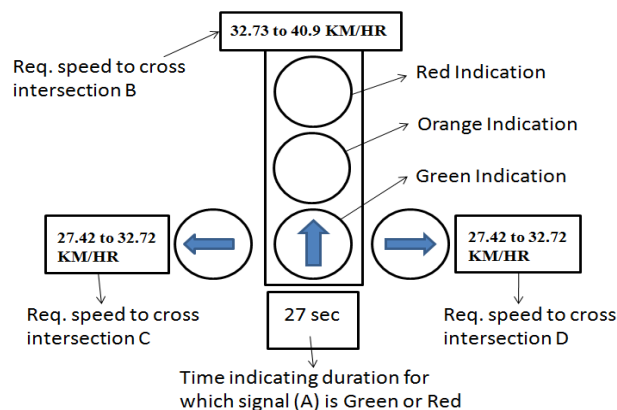 32.73 to 40.9 KM/HR
Req. speed to cross
intersection B
Red Indication
Orange Indication
Green Indication
27.42 to 32.72
KM/HR
27.42 to 32.72
KM/HR
Req. speed to cross
intersection C
27 sec
Req. speed to cross
intersection D
Time indicating duration for
which signal (A) is Green or Red